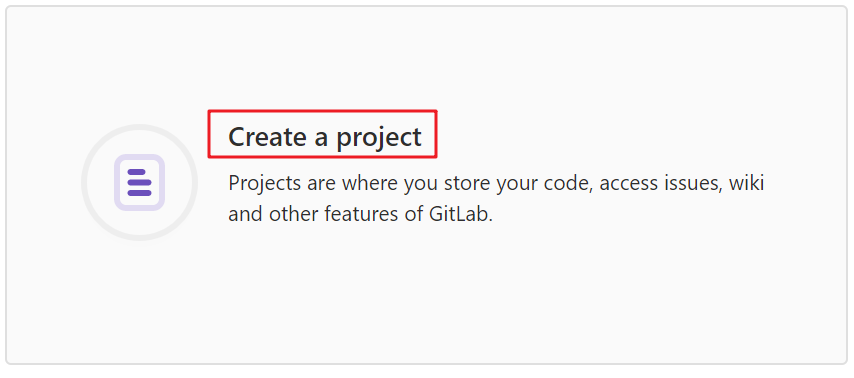 Create a project
Projects are where you store your code, access issues, wiki
and other features of GitLab.